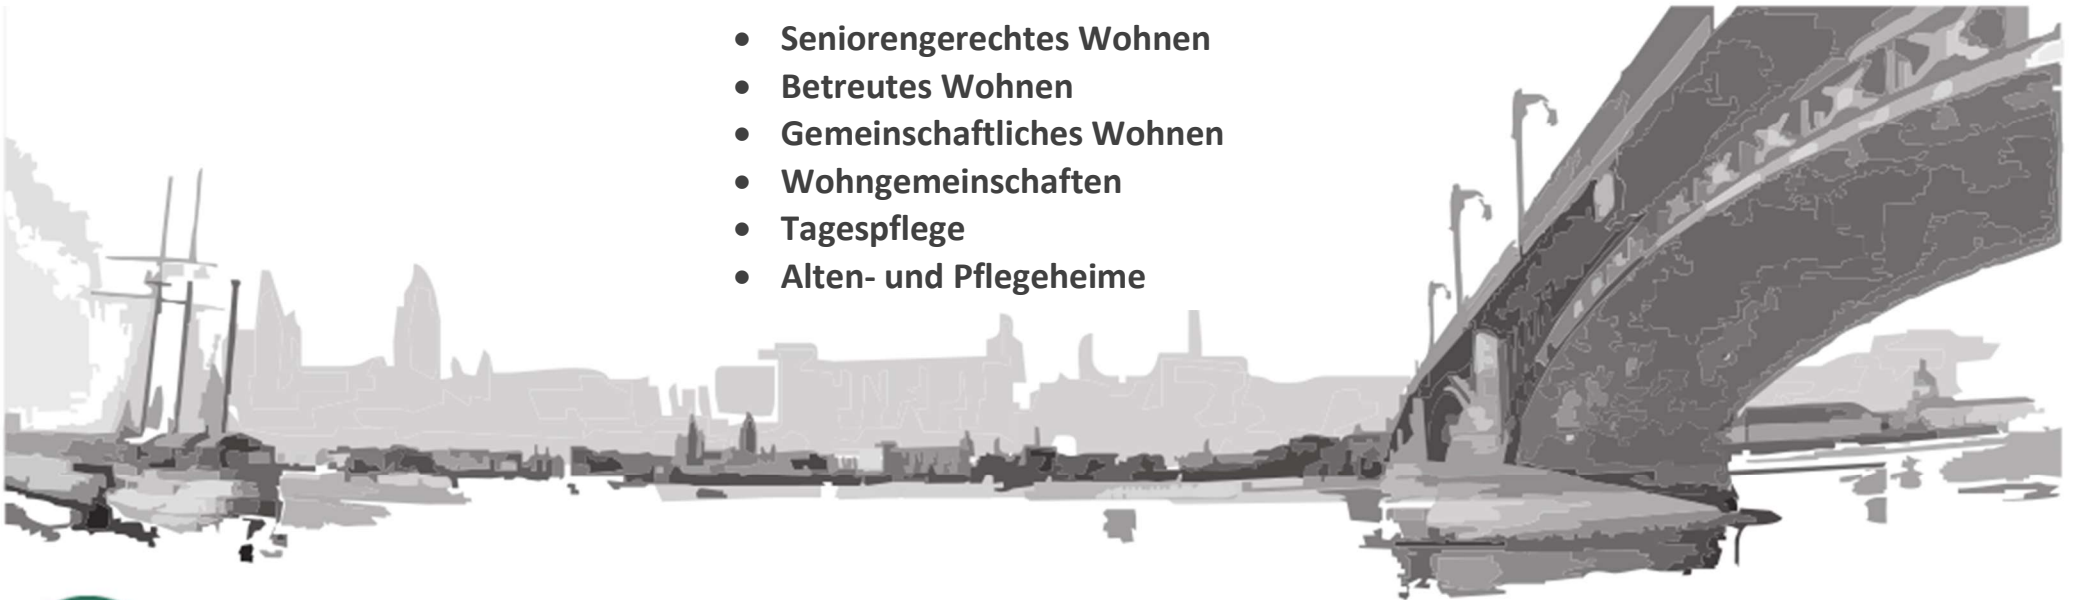 • Seniorengerechtes Wohnen
• Betreutes Wohnen
• Gemeinschaftliches Wohnen
• Wohngemeinschaften
• Tagespflege
• Alten- und Pflegeheime